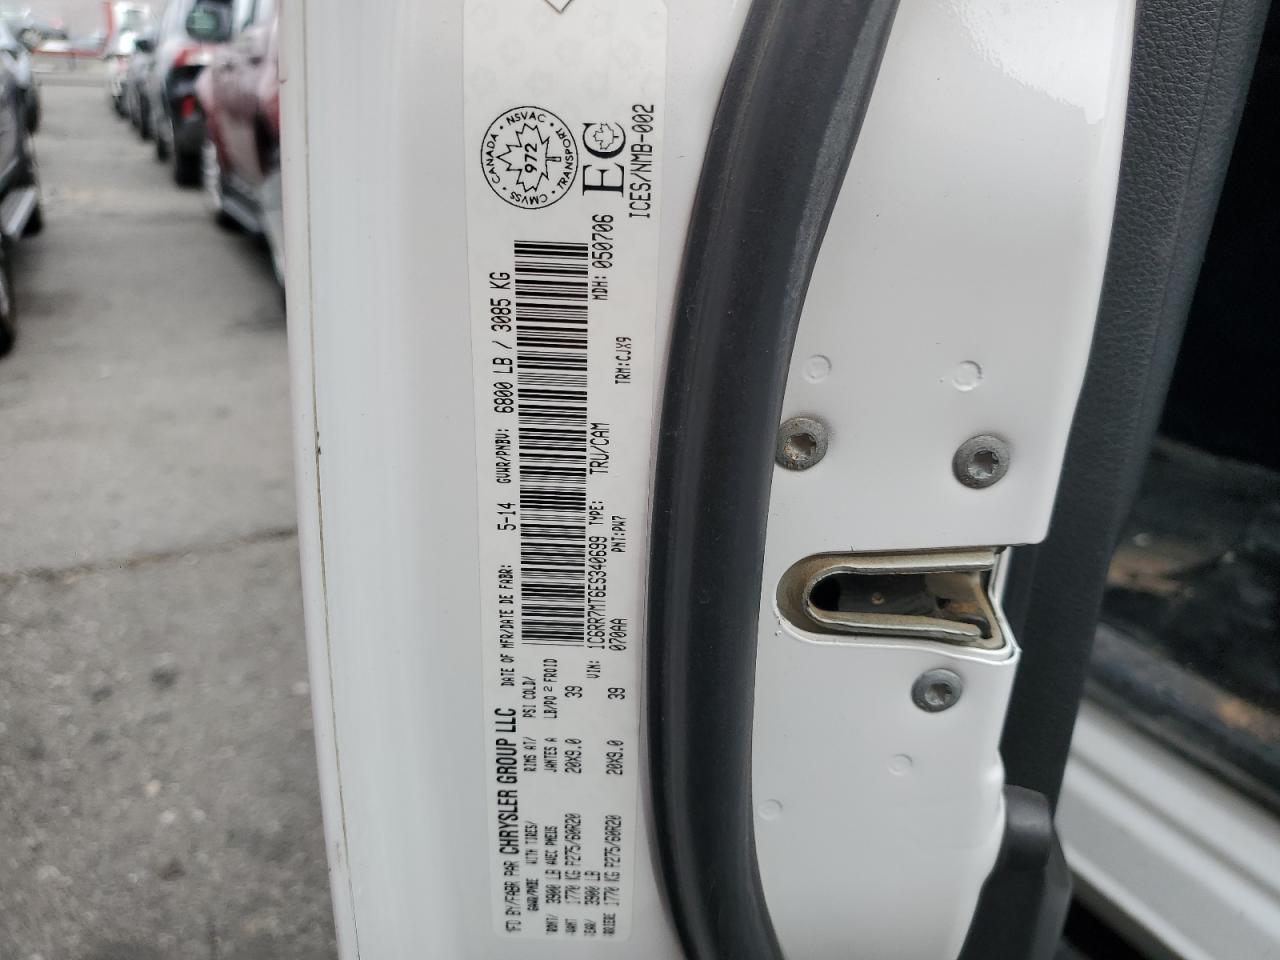 MFD BY/FABR PAR CHRYSLER GROUP LLC DATE OF MFR/DATE DE FABR: 5-14 GVWR/PNBV: 6800 LB / 3085 KG
GAWR/PNBE WITH TIRES/ RIMS AT/ PSI COLD/
FRONT/ 3900 LB AVEC PNEUS JANTES A LB/PO 2 FROID
AVANT 1770 KG P275/60R20 20X9.0 39
REAR/ 3900 LB VIN: 1C6RR7MT6ES340699 TYPE: TRU/CAM MDH: 050706
ARRIERE 1770 KG P275/60R20 20X9.0 39 070AA PNT:PW7 TRM:CJX9
CANADA • NSVAC • TRANSPORT • CMVSS •
972
EC
ICES/NMB-002